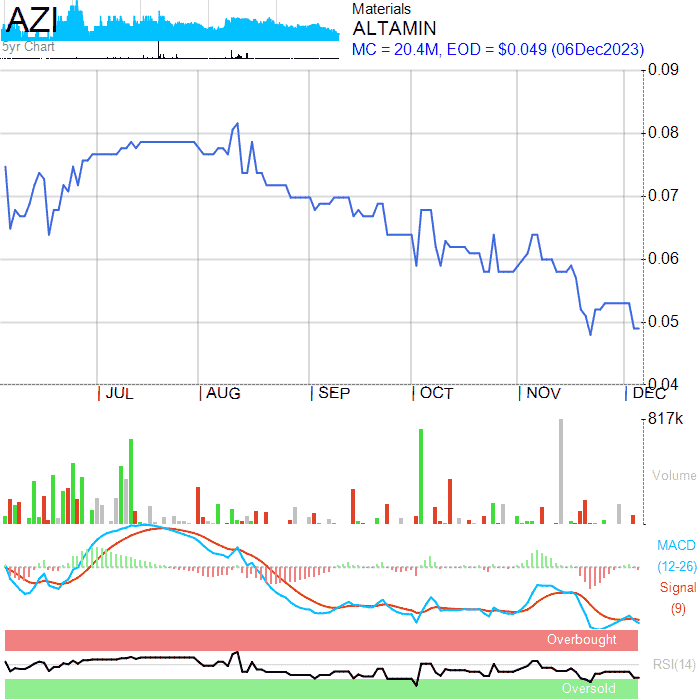 AZI
5yr Chart
Materials
ALTAMIN
MC = 20.4M, EOD = $0.049 (06Dec2023)
0.09
0.08
0.07
0.06
0.05
0.04
JUL AUG SEP OCT NOV DEC
817k
Volume
MACD
(12-26)
Signal
(9)
Overbought
RSI(14)
Oversold